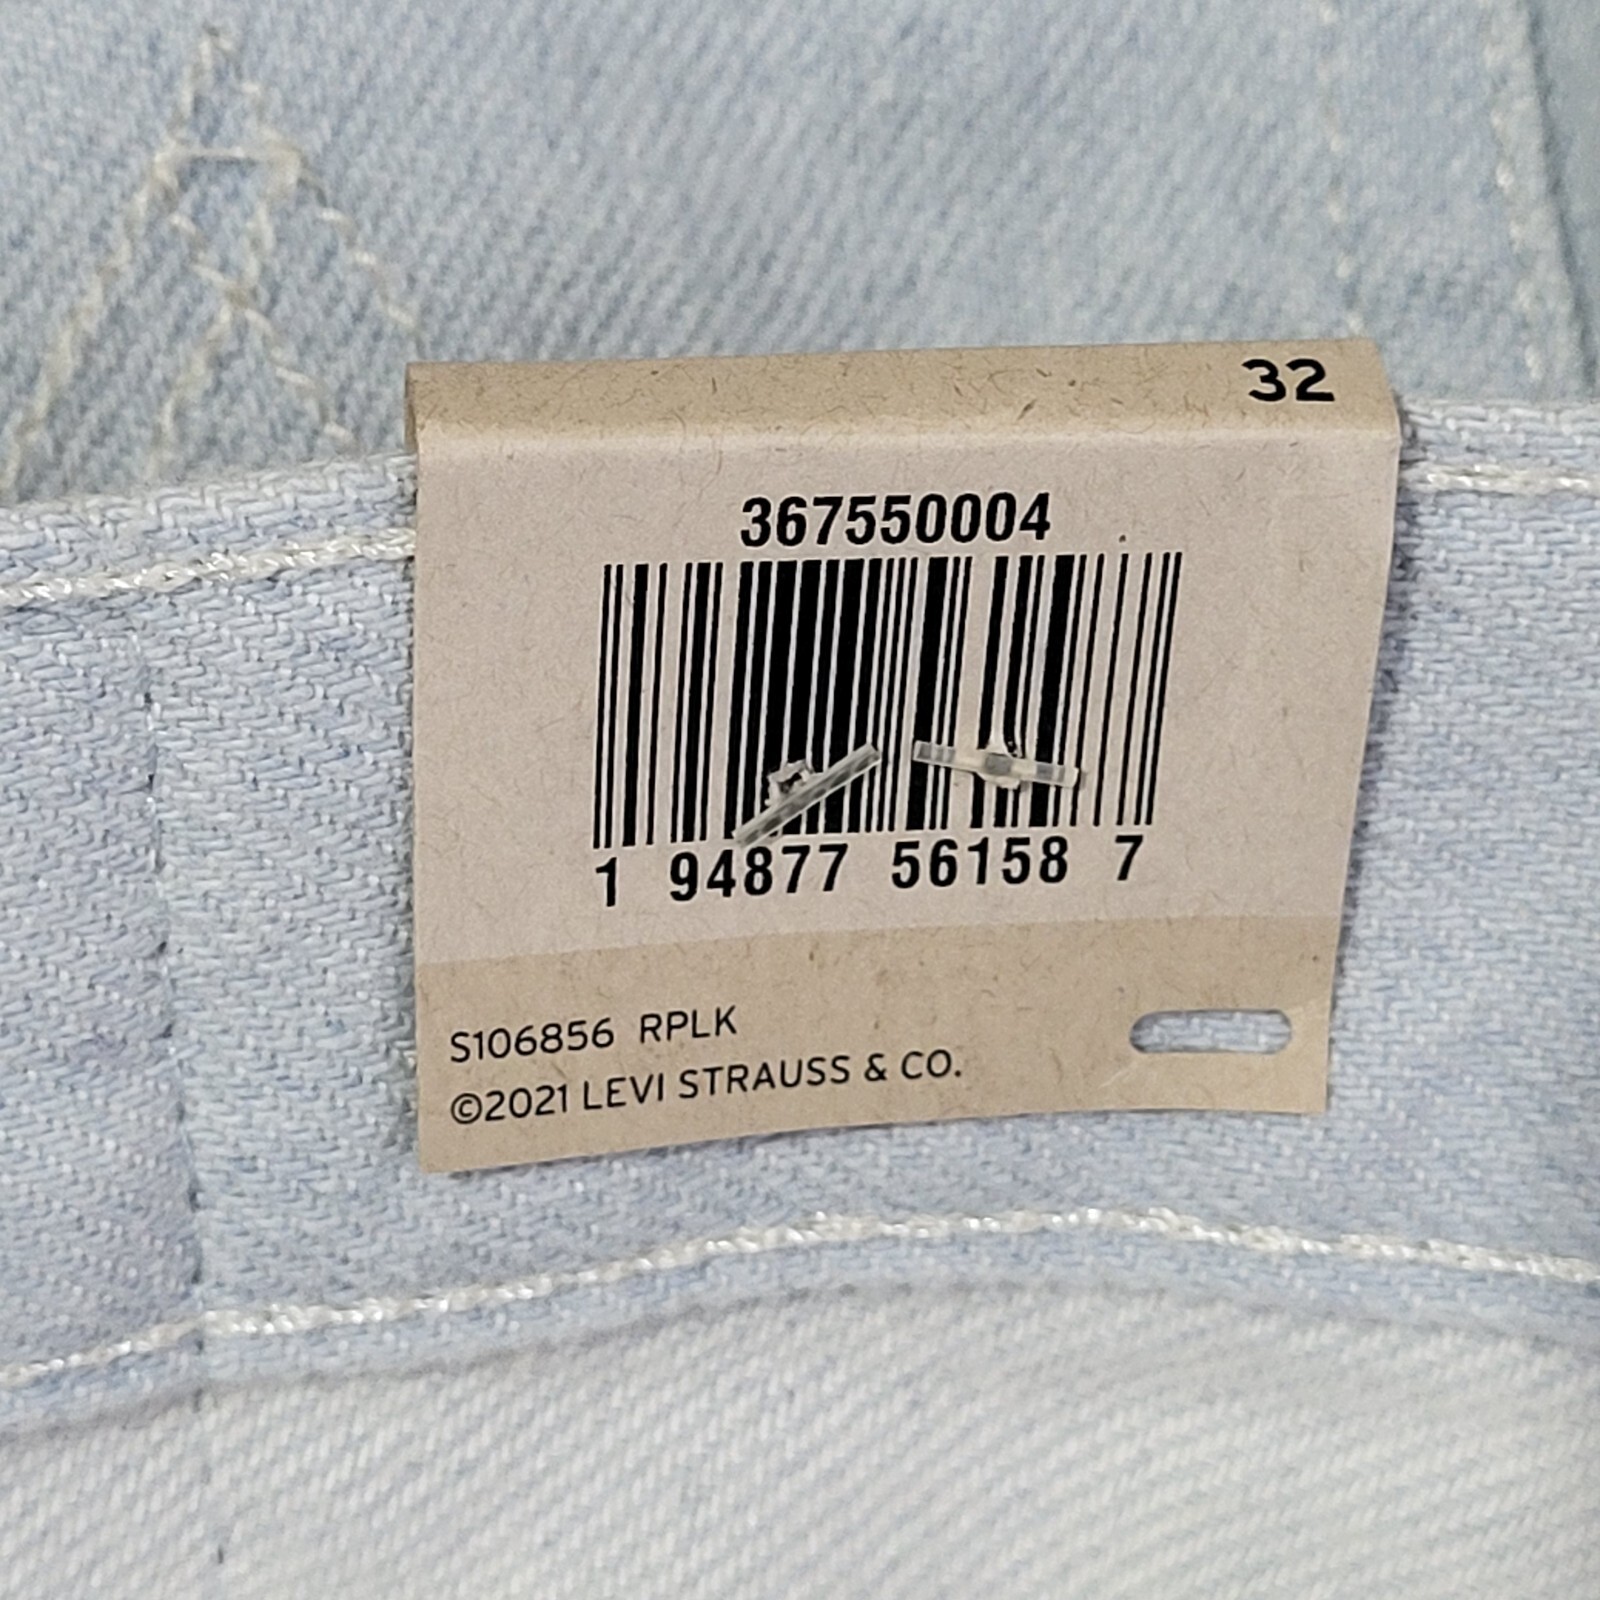 32
367550004
1 94877 56158 7
S106856 RPLK
©2021 LEVI STRAUSS & CO.